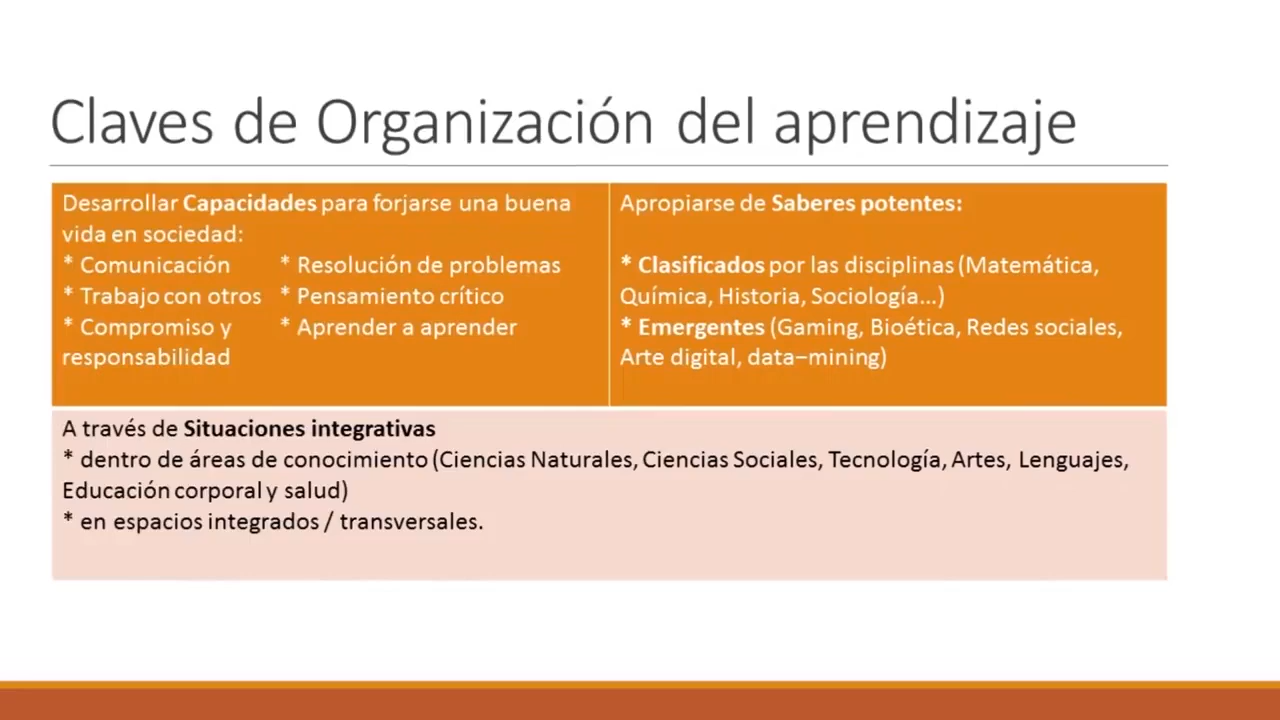 Claves de Organización del aprendizaje
Desarrollar Capacidades para forjarse una buena
vida en sociedad:
* Comunicación * Resolución de problemas
* Trabajo con otros * Pensamiento crítico
* Compromiso y * Aprender a aprender
responsabilidad
Apropiarse de Saberes potentes:
* Clasificados por las disciplinas (Matemática,
Química, Historia, Sociología...)
* Emergentes (Gaming, Bioética, Redes sociales,
Arte digital, data–mining)
A través de Situaciones integrativas
* dentro de áreas de conocimiento (Ciencias Naturales, Ciencias Sociales, Tecnología, Artes, Lenguajes,
Educación corporal y salud)
* en espacios integrados / transversales.